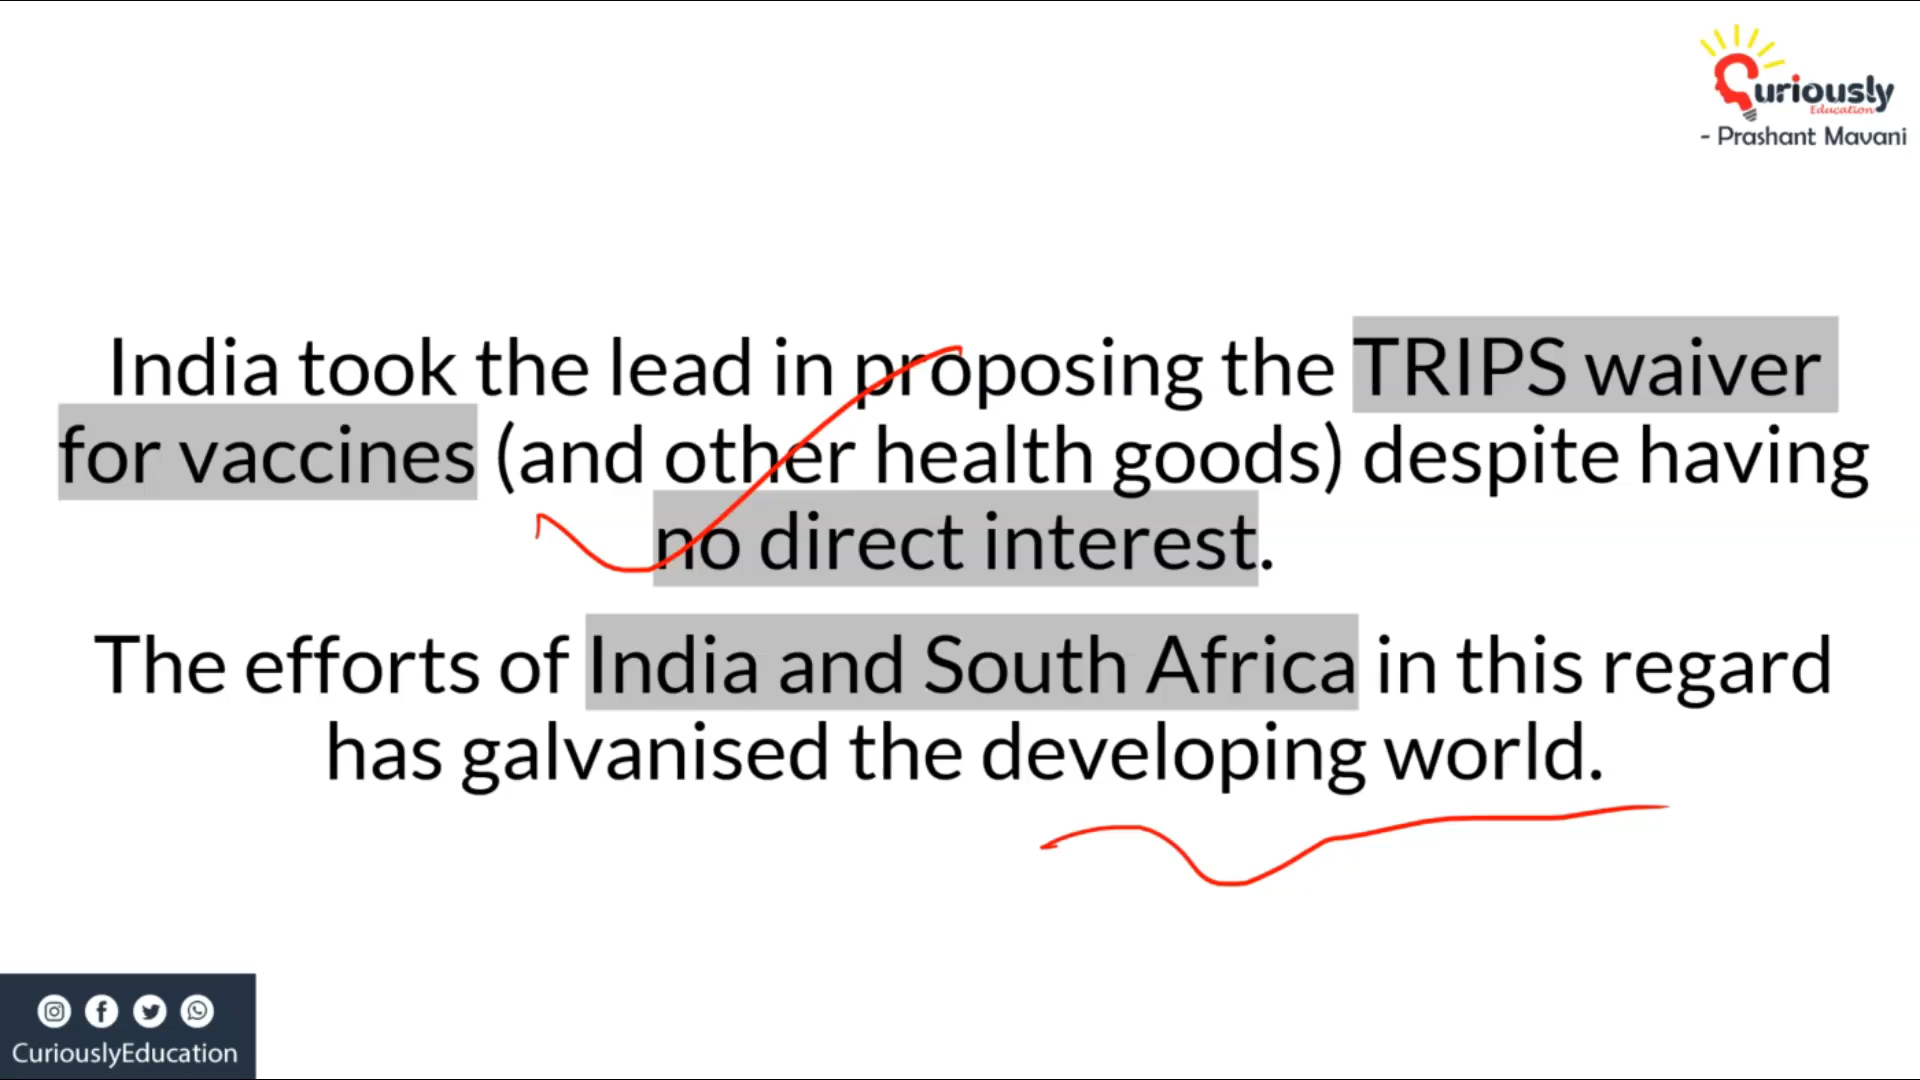 Curiously
Education
- Prashant Mavani
India took the lead in proposing the TRIPS waiver
for vaccines (and other health goods) despite having
no direct interest.
The efforts of India and South Africa in this regard
has galvanised the developing world.
CuriouslyEducation